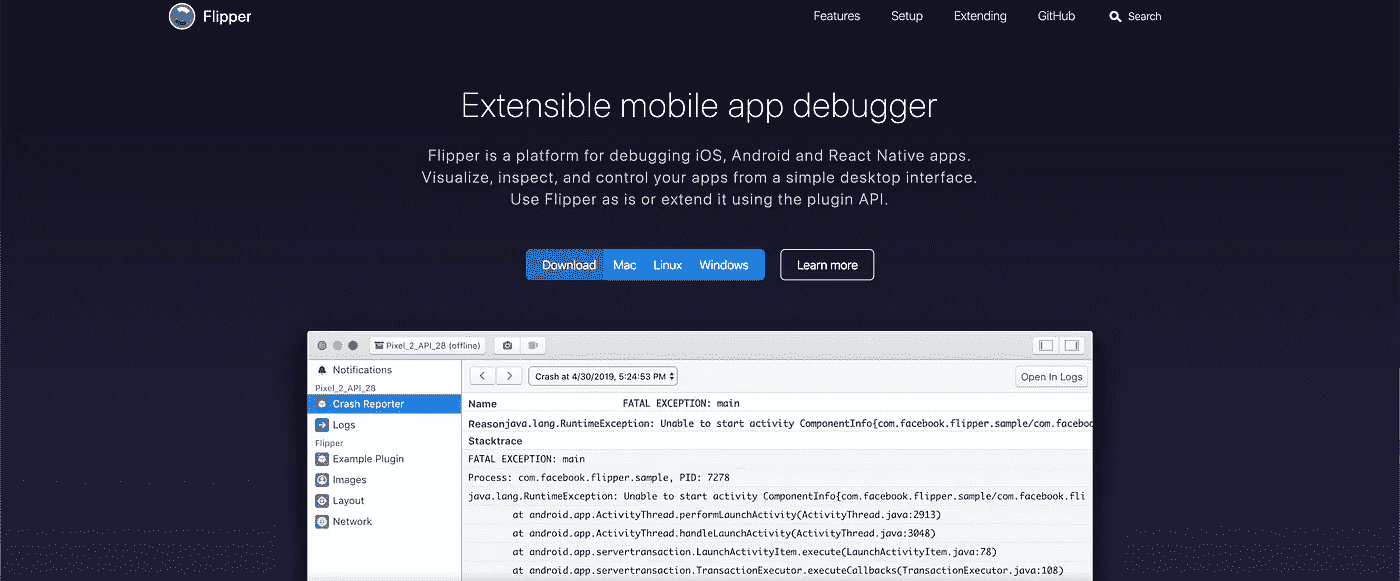 Flipper
Features Setup Extending GitHub Search
Extensible mobile app debugger
Flipper is a platform for debugging iOS, Android and React Native apps.
Visualize, inspect, and control your apps from a simple desktop interface.
Use Flipper as is or extend it using the plugin API.
Download Mac Linux Windows Learn more
Pixel_2_API_28 (offline)
Notifications
Pixel_2_API_28
Crash Reporter
Logs
Flipper
Example Plugin
Images
Layout
Network
Crash at 4/30/2019, 5:24:53 PM Open In Logs
Name FATAL EXCEPTION: main
Reasonjava.lang.RuntimeException: Unable to start activity ComponentInfo{com.facebook.flipper.sample/com.faceboo
Stacktrace
FATAL EXCEPTION: main
Process: com.facebook.flipper.sample, PID: 7278
java.lang.RuntimeException: Unable to start activity ComponentInfo{com.facebook.flipper.sample/com.facebook.fli
at android.app.ActivityThread.performLaunchActivity(ActivityThread.java:2913)
at android.app.ActivityThread.handleLaunchActivity(ActivityThread.java:3048)
at android.app.servertransaction.LaunchActivityItem.execute(LaunchActivityItem.java:78)
at android.app.servertransaction.TransactionExecutor.executeCallbacks(TransactionExecutor.java:108)